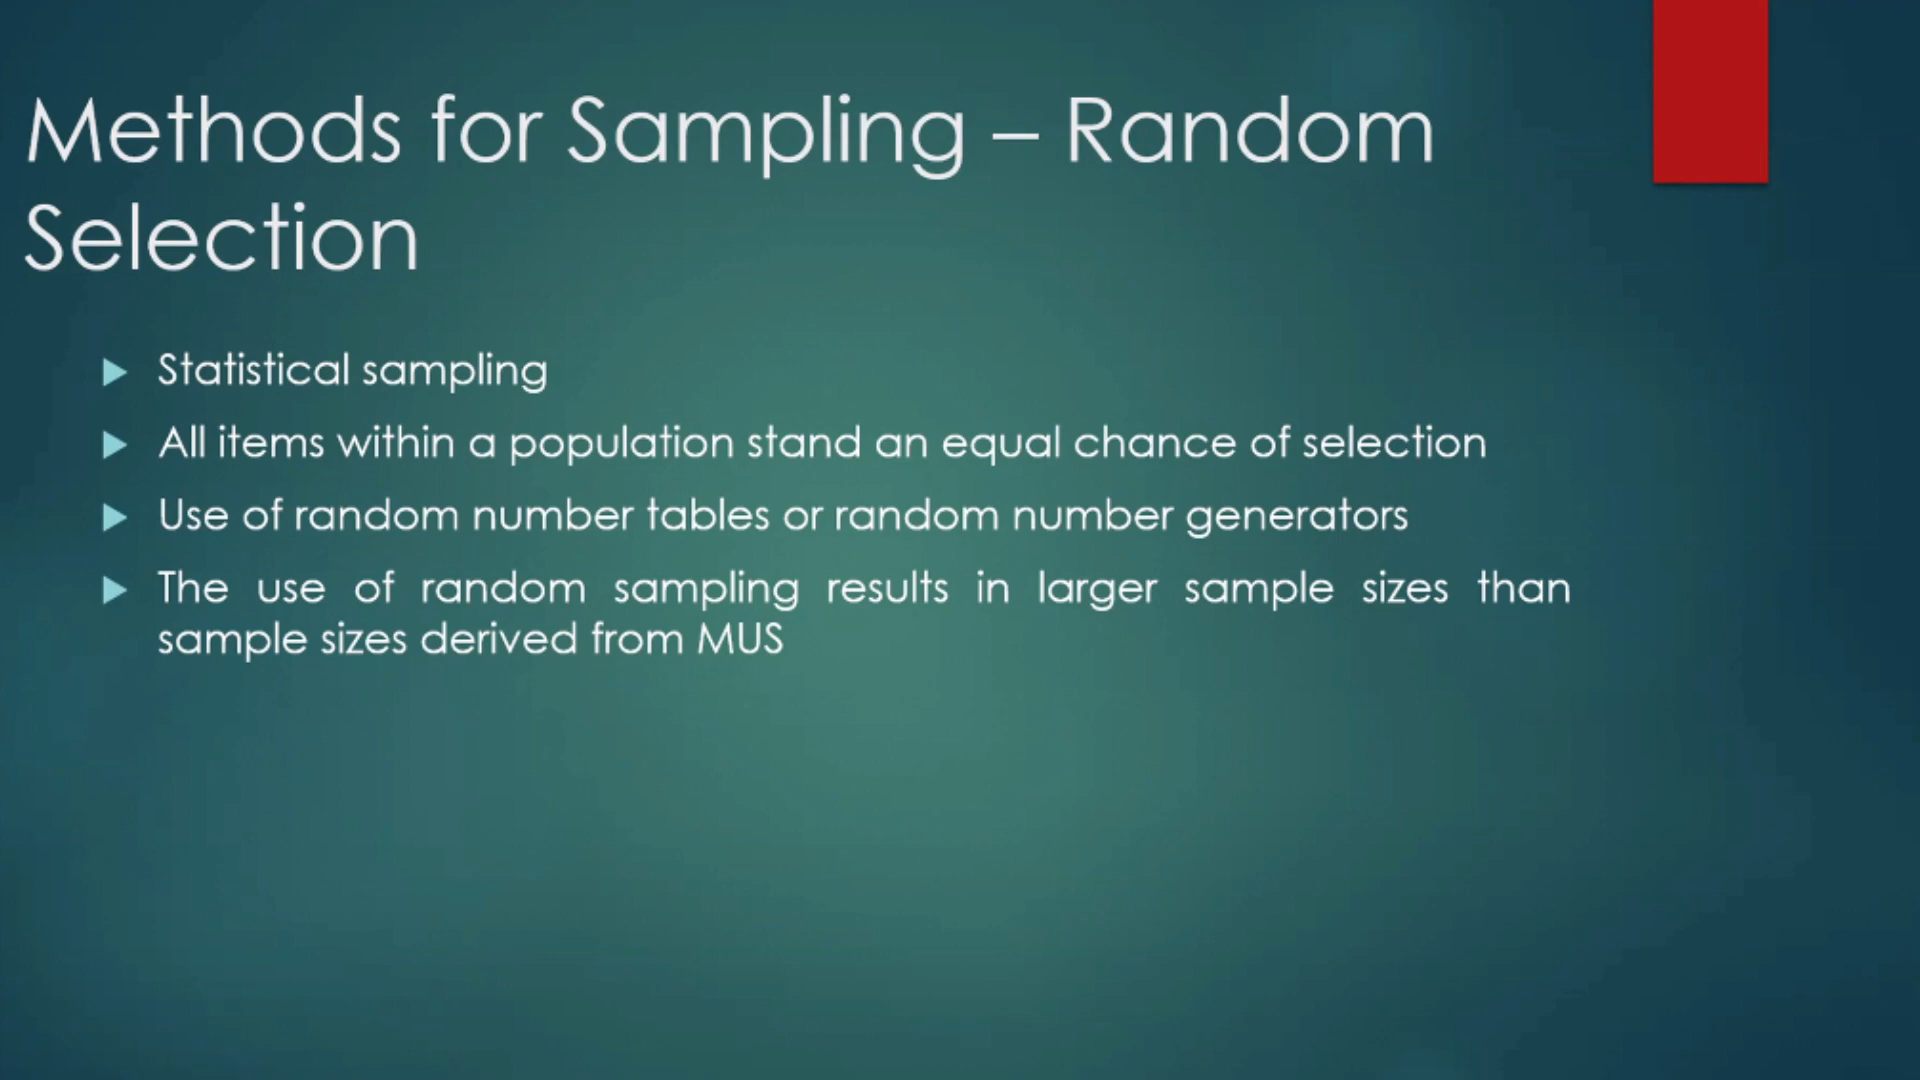 Methods for Sampling – Random
Selection
Statistical sampling
All items within a population stand an equal chance of selection
Use of random number tables or random number generators
The use of random sampling results in larger sample sizes than
sample sizes derived from MUS